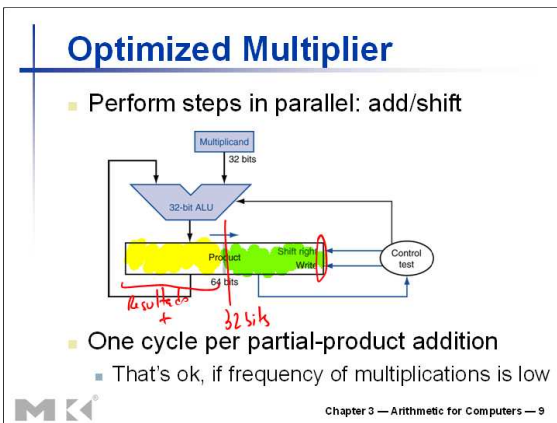 Optimized Multiplier
Perform steps in parallel: add/shift
Multiplicand
32 bits
32-bit ALU
Product
Shift right
Write
Control
test
64 bits
32 bits
+
One cycle per partial-product addition
That's ok, if frequency of multiplications is low
MK®
Chapter 3 — Arithmetic for Computers — 9